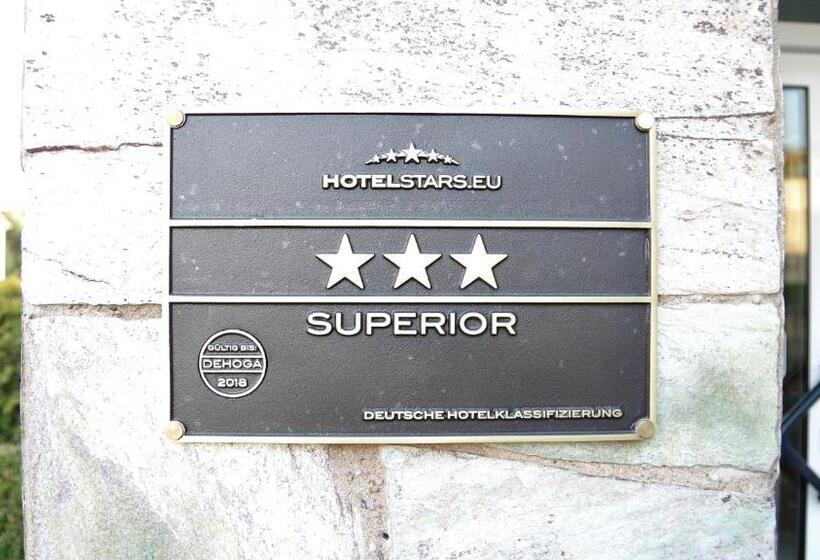 HOTELSTARS.EU
SUPERIOR
GÜLTIG BIS:
DEHOGA
2018
DEUTSCHE HOTELKLASSIFIZIERUNG